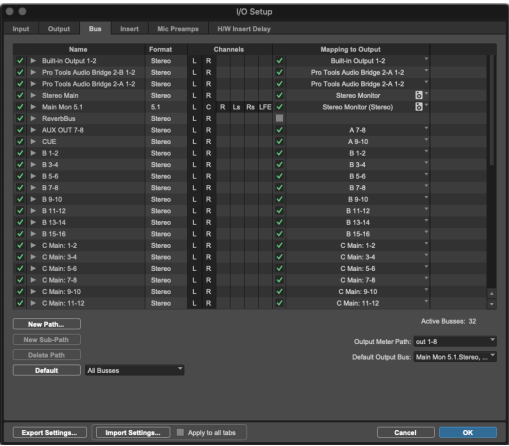 I/O Setup
Input Output Bus Insert Mic Preamps H/W Insert Delay
Name Format Channels Mapping to Output
Built-in Output 1-2 Stereo L R Built-in Output 1-2
Pro Tools Audio Bridge 2-B 1-2 Stereo L R Pro Tools Audio Bridge 2-A 1-2
Pro Tools Audio Bridge 2-A 1-2 Stereo L R Pro Tools Audio Bridge 2-A 1-2
Stereo Main Stereo L R Stereo Monitor
Main Mon 5.1 5.1 L C R Ls Rs LFE Stereo Monitor (Stereo)
ReverbBus Stereo L R
AUX OUT 7-8 Stereo L R A 7-8
CUE Stereo L R A 9-10
B 1-2 Stereo L R B 1-2
B 3-4 Stereo L R B 3-4
B 5-6 Stereo L R B 5-6
B 7-8 Stereo L R B 7-8
B 9-10 Stereo L R B 9-10
B 11-12 Stereo L R B 11-12
B 13-14 Stereo L R B 13-14
B 15-16 Stereo L R B 15-16
C Main: 1-2 Stereo L R C Main: 1-2
C Main: 3-4 Stereo L R C Main: 3-4
C Main: 5-6 Stereo L R C Main: 5-6
C Main: 7-8 Stereo L R C Main: 7-8
C Main: 9-10 Stereo L R C Main: 9-10
C Main: 11-12 Stereo L R C Main: 11-12
New Path... Active Busses: 32
New Sub-Path Output Meter Path: out 1-8
Delete Path Default Output Bus: Main Mon 5.1.Stereo, ...
Default All Busses
Export Settings... Import Settings... Apply to all tabs Cancel OK